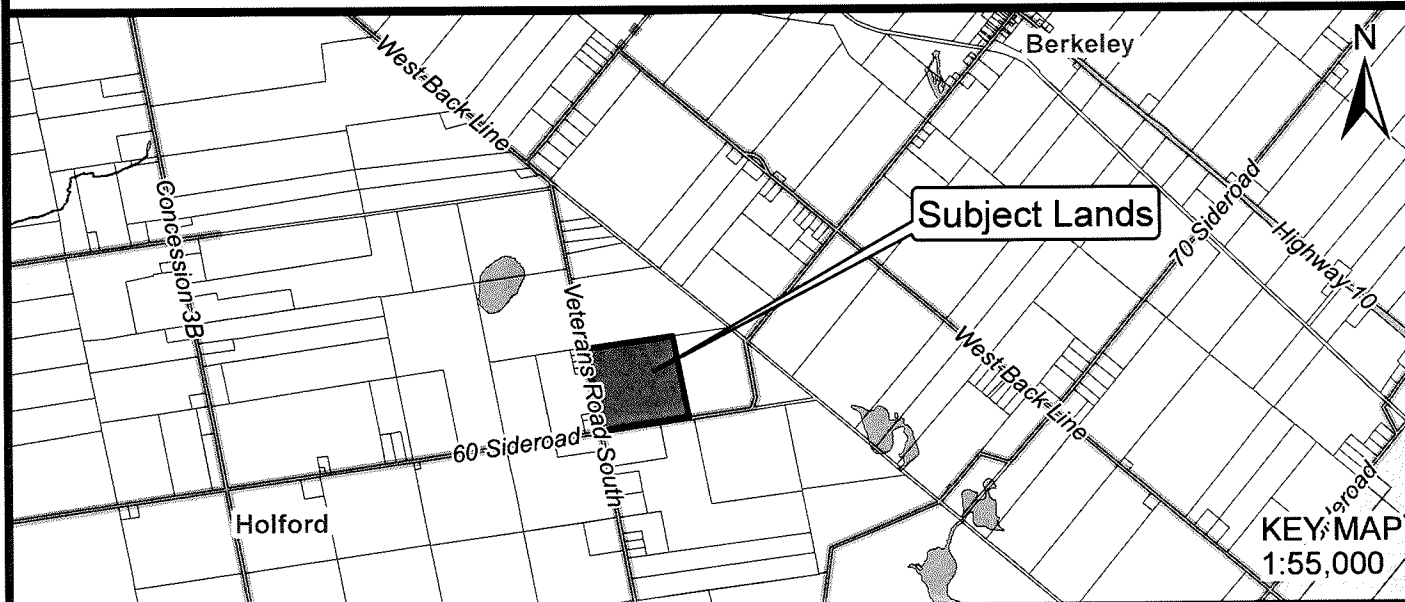 Berkeley
N
West Back Line
Concession 3B
70 Sideroad
Subject Lands
Highway 10
Veterans Road South
West Back Line
60 Sideroad
Holford
KEY MAP
1:55,000